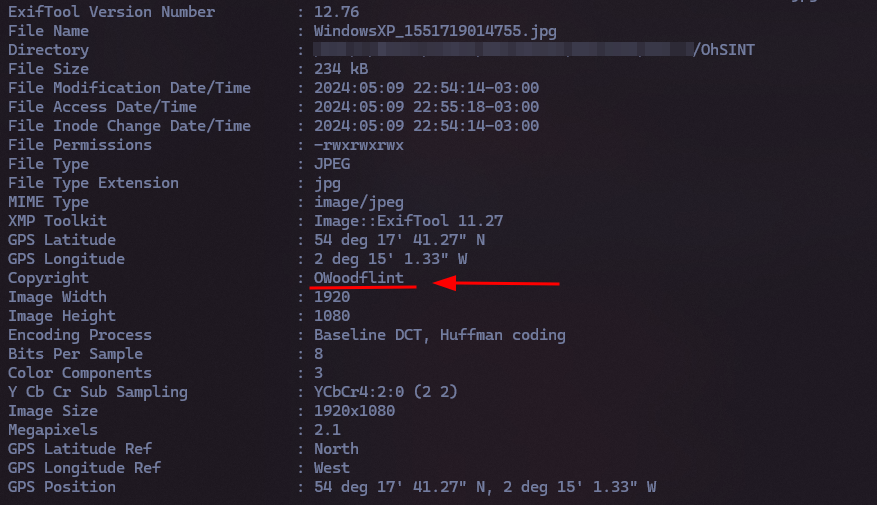 ExifTool Version Number : 12.76
File Name : WindowsXP_1551719014755.jpg
Directory : /OhSINT
File Size : 234 kB
File Modification Date/Time : 2024:05:09 22:54:14-03:00
File Access Date/Time : 2024:05:09 22:55:18-03:00
File Inode Change Date/Time : 2024:05:09 22:54:14-03:00
File Permissions : -rwxrwxrwx
File Type : JPEG
File Type Extension : jpg
MIME Type : image/jpeg
XMP Toolkit : Image::ExifTool 11.27
GPS Latitude : 54 deg 17' 41.27" N
GPS Longitude : 2 deg 15' 1.33" W
Copyright : OWoodflint
Image Width : 1920
Image Height : 1080
Encoding Process : Baseline DCT, Huffman coding
Bits Per Sample : 8
Color Components : 3
Y Cb Cr Sub Sampling : YCbCr4:2:0 (2 2)
Image Size : 1920x1080
Megapixels : 2.1
GPS Latitude Ref : North
GPS Longitude Ref : West
GPS Position : 54 deg 17' 41.27" N, 2 deg 15' 1.33" W